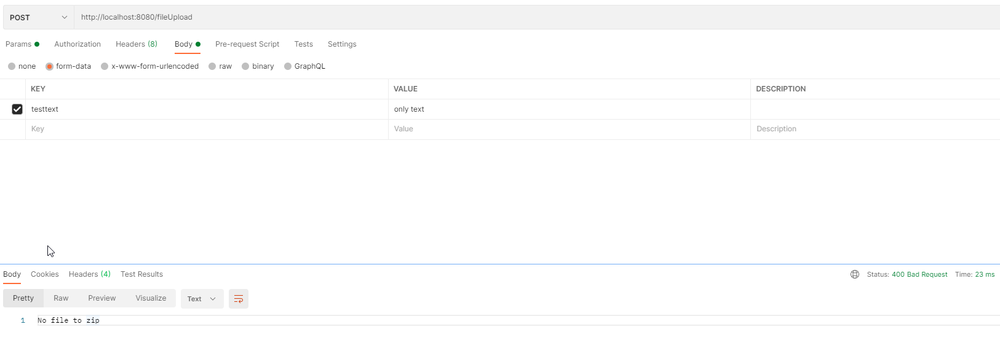 POST http://localhost:8080/fileUpload
Params Authorization Headers (8) Body Pre-request Script Tests Settings
none form-data x-www-form-urlencoded raw binary GraphQL
KEY VALUE DESCRIPTION
testtext only text
Key Value Description
Body Cookies Headers (4) Test Results Status: 400 Bad Request Time: 23 ms
Pretty Raw Preview Visualize Text
1 No file to zip